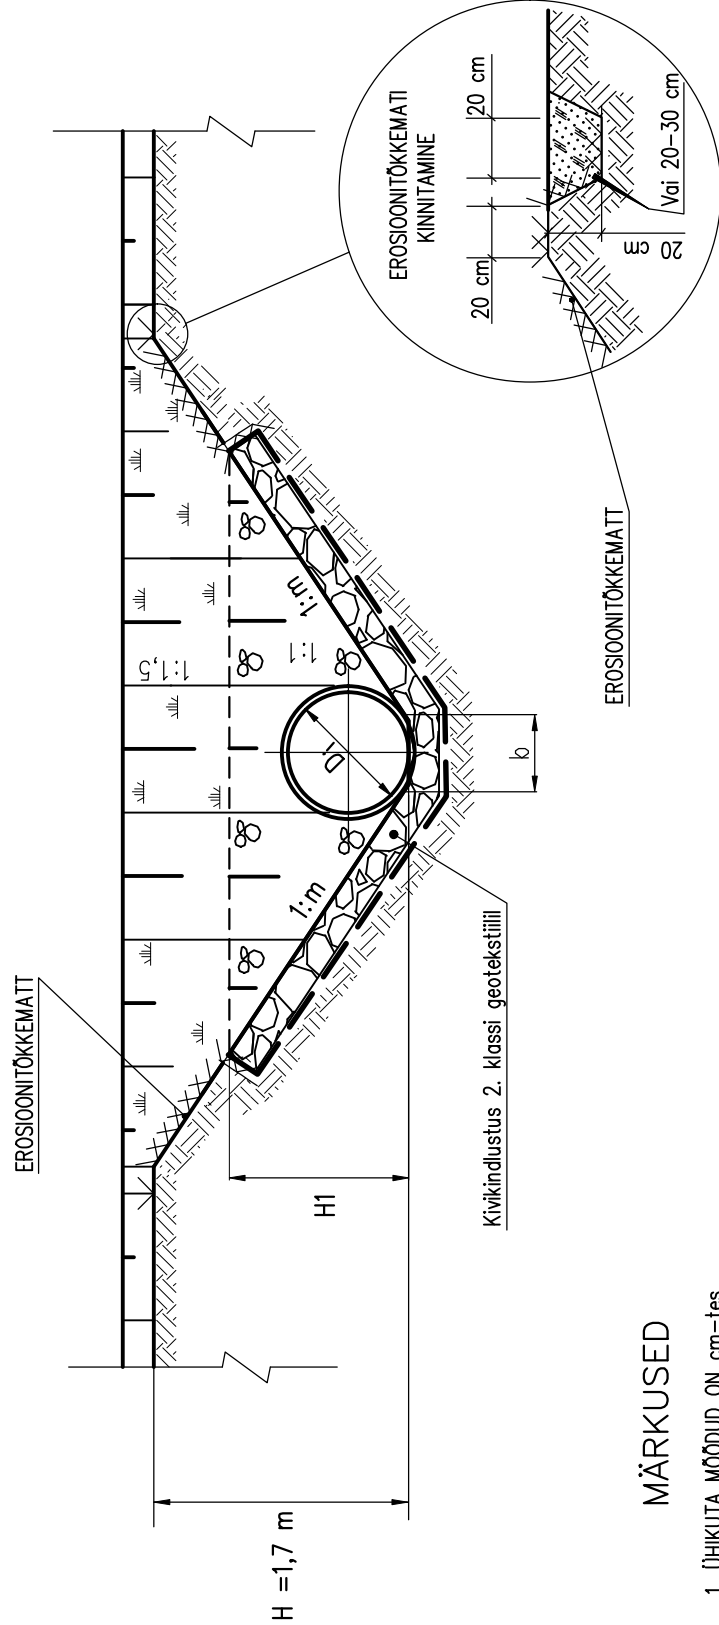 EROSIOONITÕKKEMATT
H =1,7 m
H1
1:m
Di
1:1,5
1:1
1:m
b
Kivikindlustus 2. klassi geotekstiilil
EROSIOONITÕKKEMATI
KINNITAMINE
20 cm
20 cm
20 cm
Vai 20-30 cm
EROSIOONITÕKKEMATT
MÄRKUSED
1. ÜHIKUTA MÕÕDUD ON cm-tes